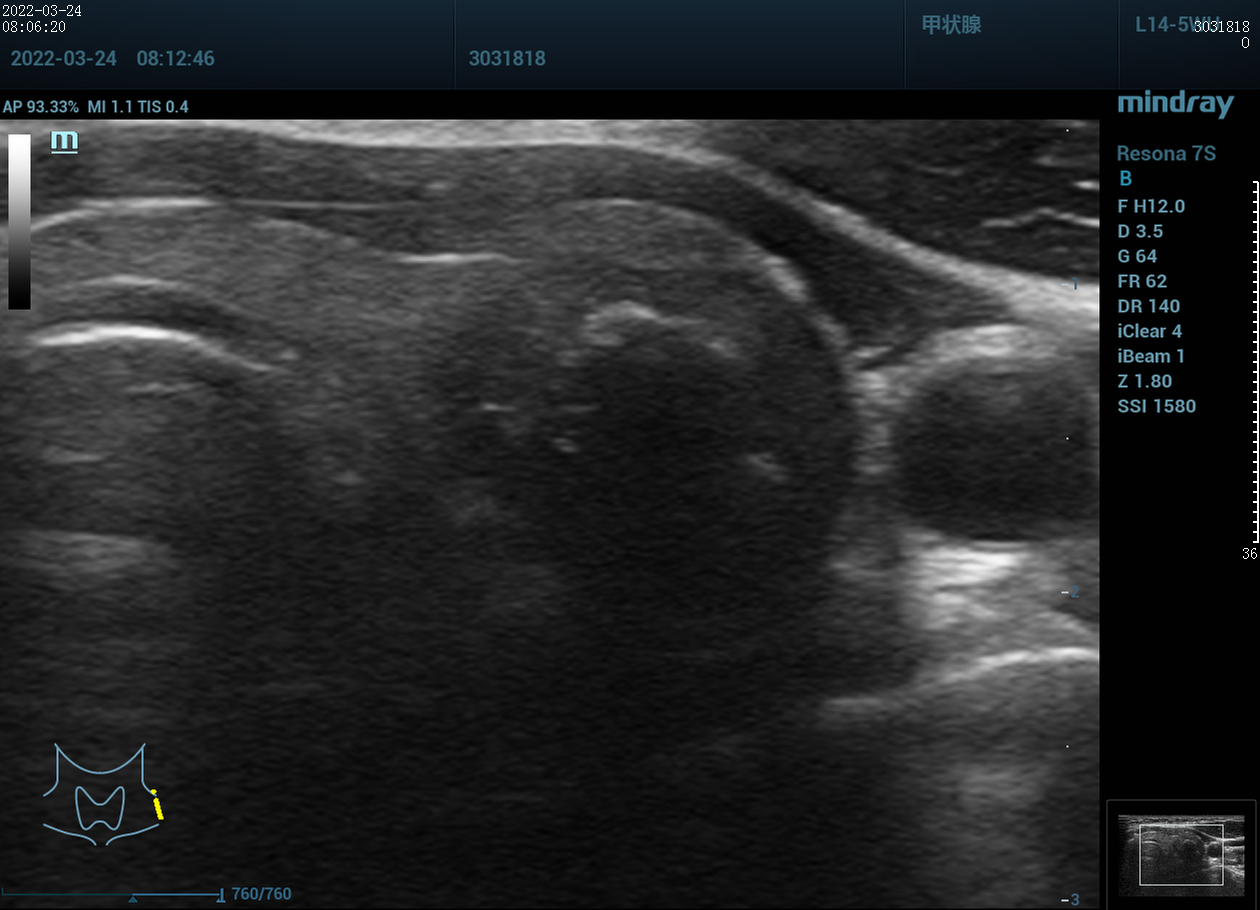 2022-03-24
08:06:20
2022-03-24 08:12:46
3031818
甲状腺
L14-5W
3031818
0
AP 93.33% MI 1.1 TIS 0.4
mindray
m
Resona 7S
B
F H12.0
D 3.5
G 64
FR 62
DR 140
iClear 4
iBeam 1
Z 1.80
SSI 1580
1
36
2
760/760
3